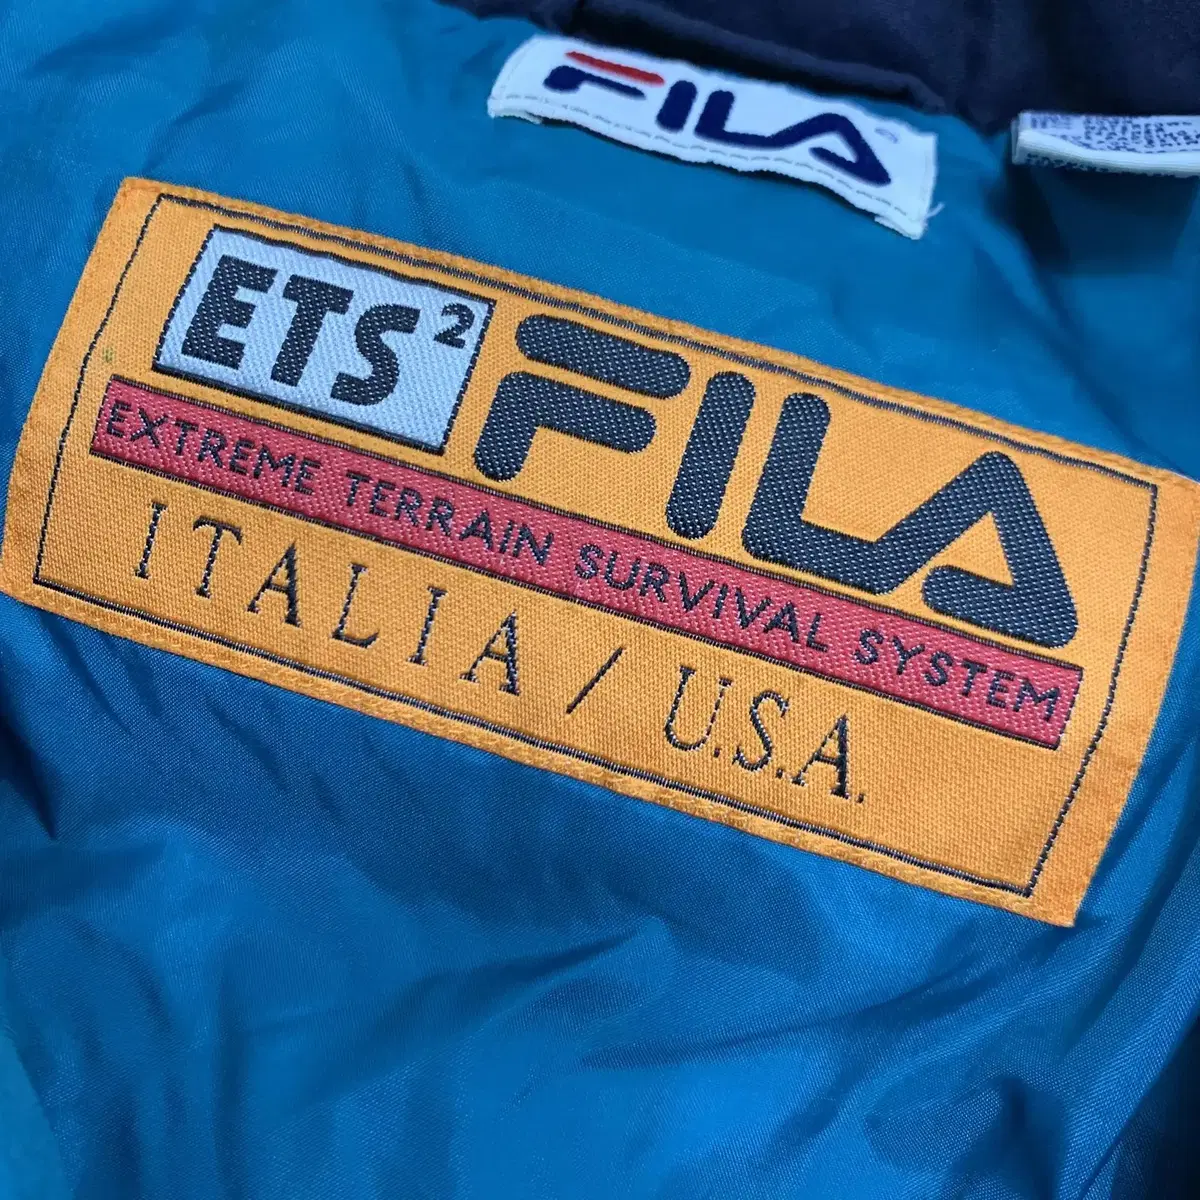 FILA
ETS² FILA
EXTREME TERRAIN SURVIVAL SYSTEM
ITALIA / U.S.A.